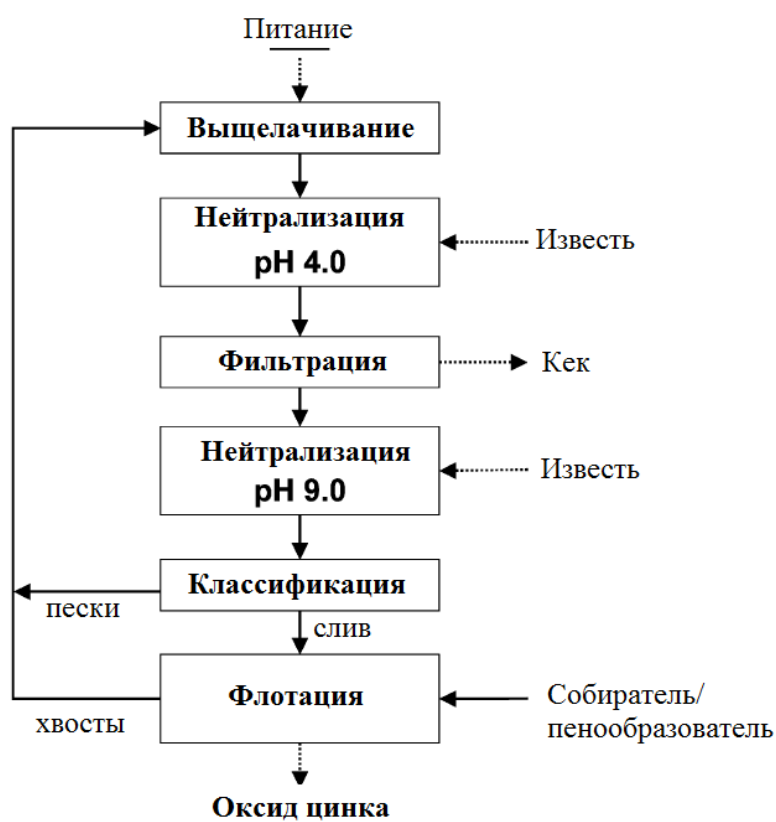 Питание
Выщелачивание
Нейтрализация
pH 4.0
Известь
Фильтрация
Кек
Нейтрализация
pH 9.0
Известь
Классификация
пески
слив
Флотация
Собиратель/
пенообразователь
хвосты
Оксид цинка